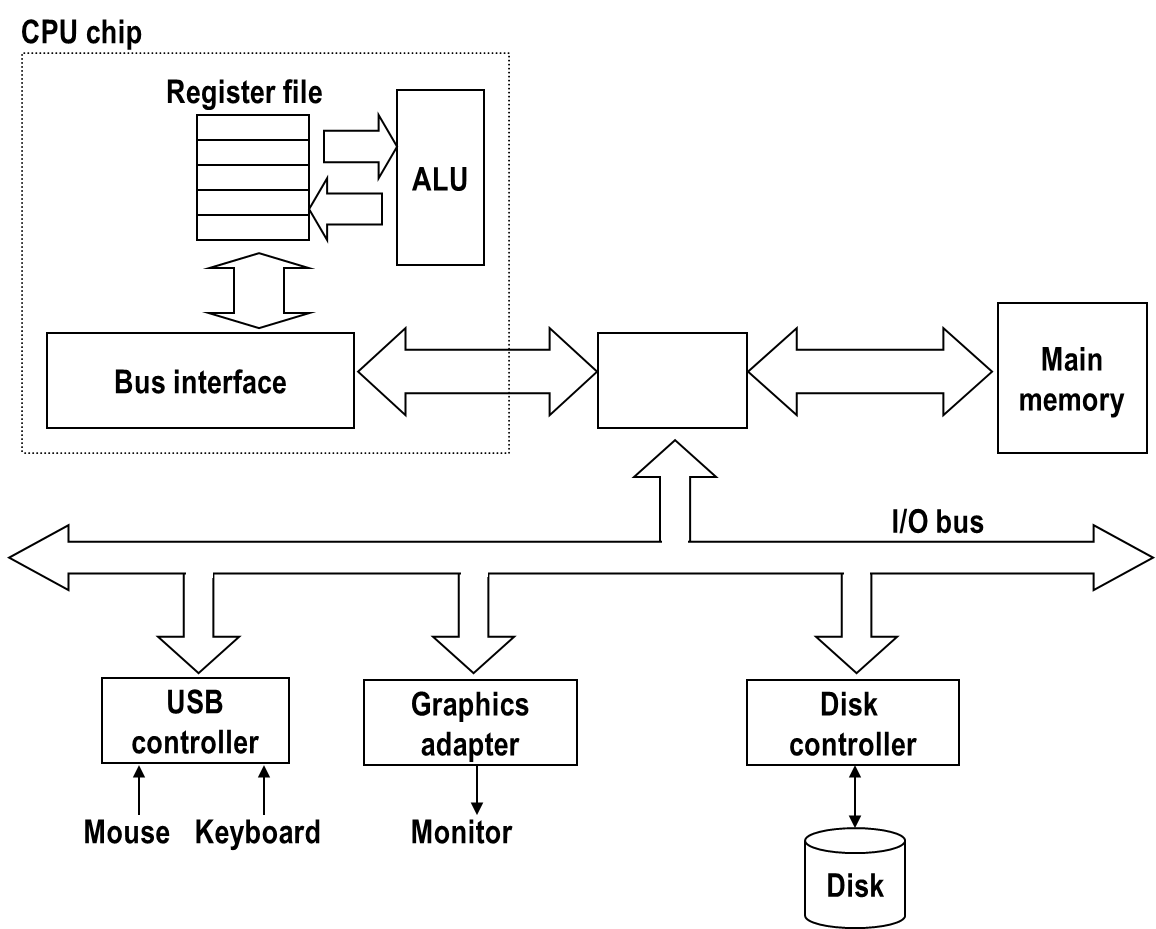 CPU chip
Register file
ALU
Bus interface
Main
memory
I/O bus
USB
controller
Graphics
adapter
Disk
controller
Mouse
Keyboard
Monitor
Disk